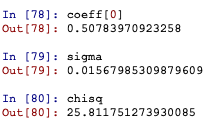 In [78]: coeff[0]
Out[78]: 0.50783970923258
In [79]: sigma
Out[79]: 0.01567985309879609
In [80]: chisq
Out[80]: 25.811751273930085